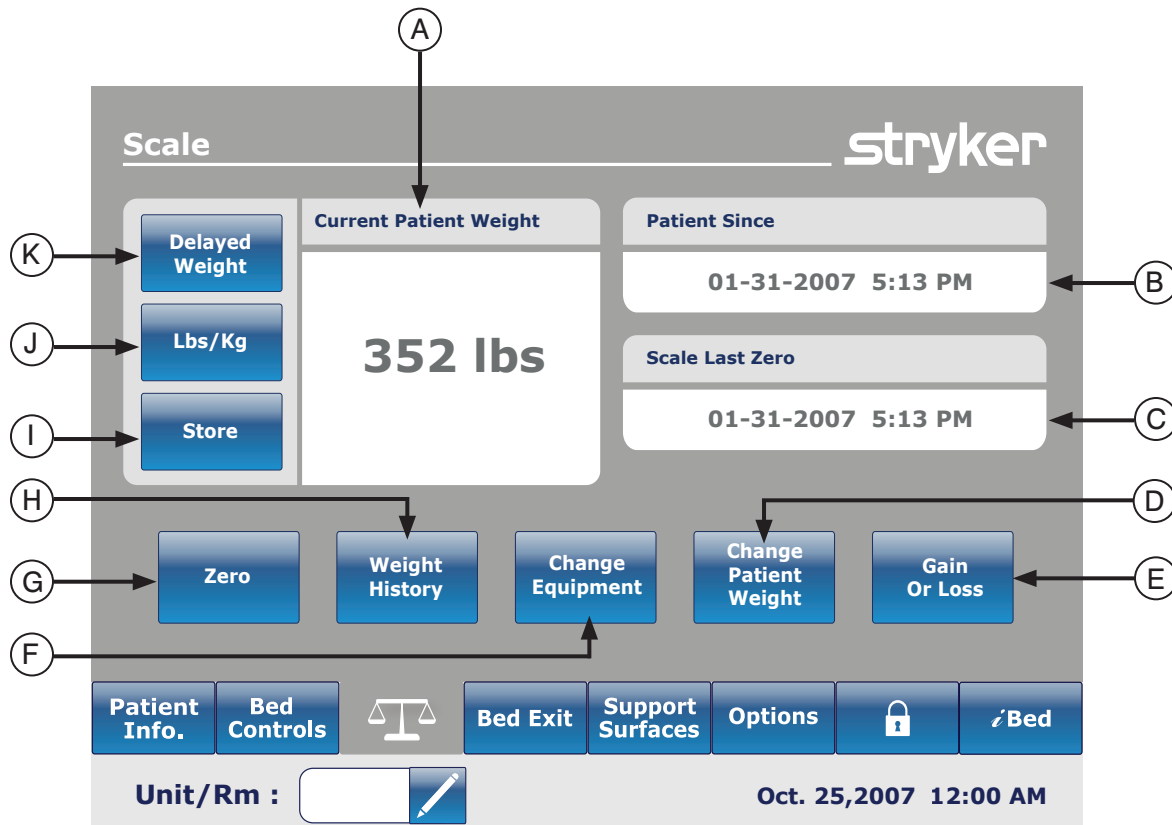 A
Scale
stryker
K
Delayed
Weight
Current Patient Weight
Patient Since
01-31-2007 5:13 PM
B
J
Lbs/Kg
352 lbs
Scale Last Zero
01-31-2007 5:13 PM
C
I
Store
H
D
G
Zero
Weight
History
Change
Equipment
Change
Patient
Weight
Gain
Or Loss
E
F
Patient
Info.
Bed
Controls
Bed Exit
Support
Surfaces
Options
iBed
Unit/Rm :
Oct. 25,2007 12:00 AM